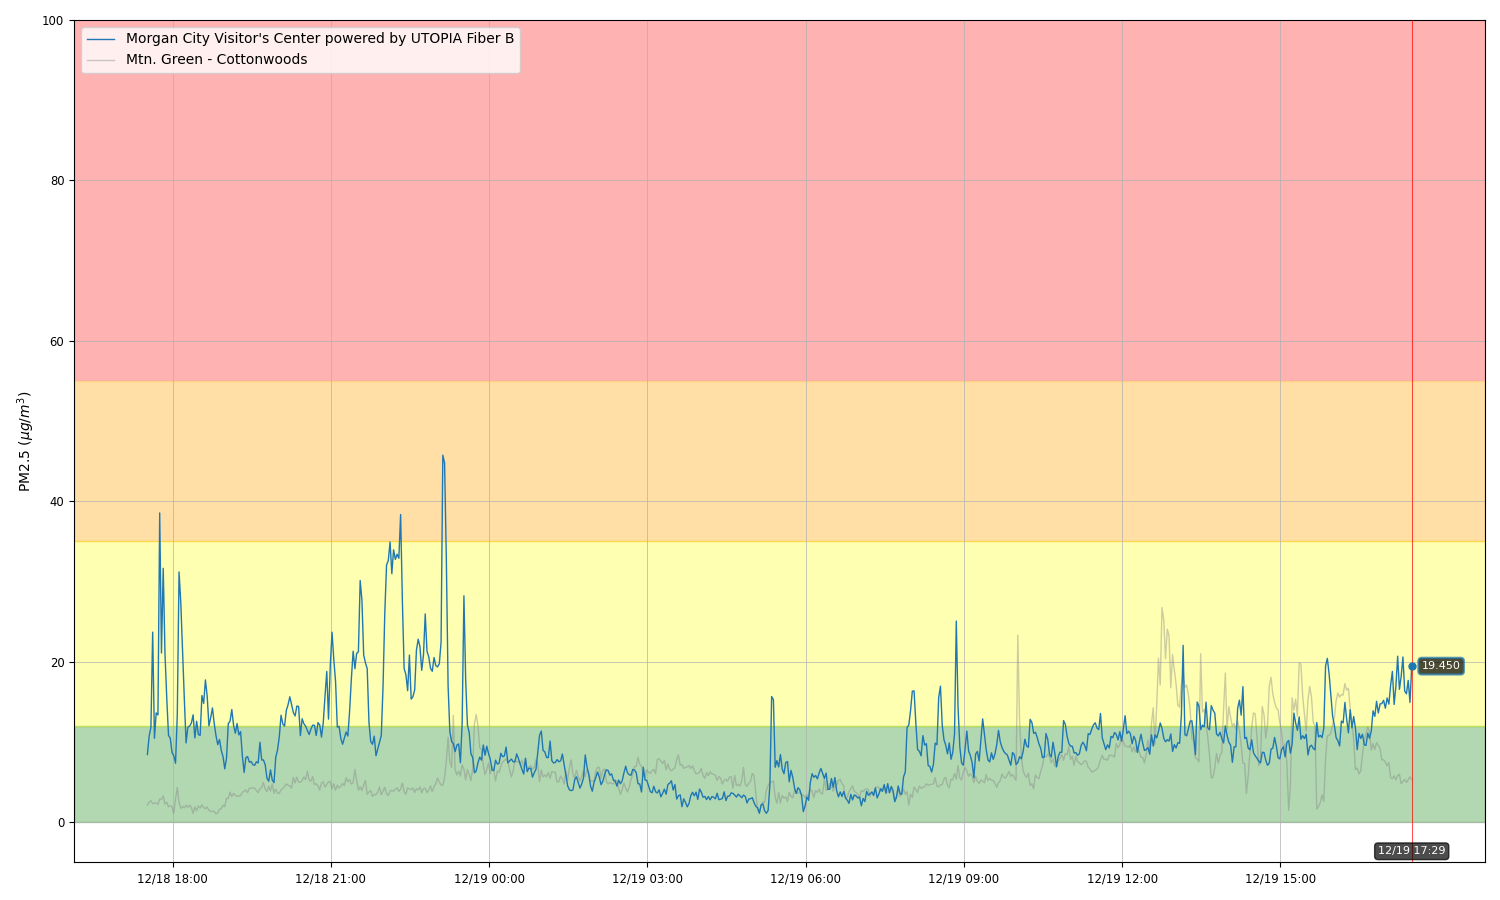 100
Morgan City Visitor's Center powered by UTOPIA Fiber B
Mtn. Green - Cottonwoods
80
60
40
20
0
PM2.5 (μg/m³)
19.450
12/19 17:29
12/18 18:00 12/18 21:00 12/19 00:00 12/19 03:00 12/19 06:00 12/19 09:00 12/19 12:00 12/19 15:00